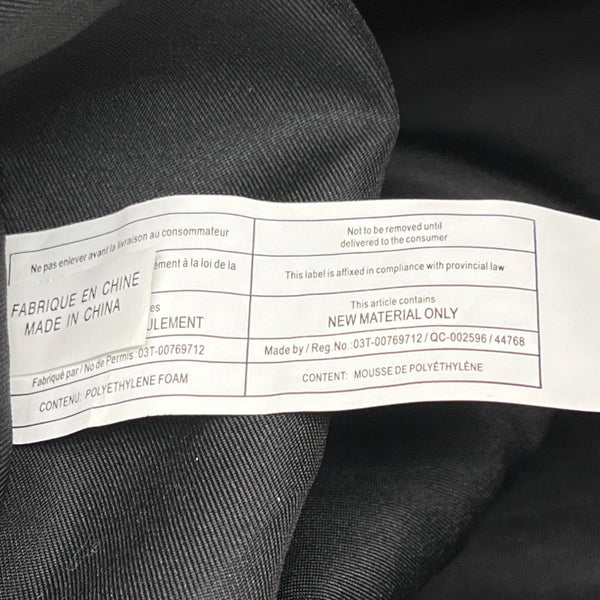 Ne pas enlever avant la livraison au consommateur
ément à la loi de la
FABRIQUE EN CHINE
MADE IN CHINA
es
ULEMENT
Fabriqué par / No de Permis. 03T-00769712
CONTENU: POLYETHYLENE FOAM
Not to be removed until
delivered to the consumer
This label is affixed in compliance with provincial law
This article contains
NEW MATERIAL ONLY
Made by / Reg.No.:03T-00769712 / QC-002596 / 44768
CONTENT: MOUSSE DE POLYÉTHYLÉNE